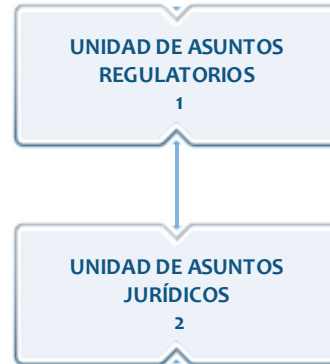 UNIDAD DE ASUNTOS
REGULATORIOS
1
UNIDAD DE ASUNTOS
JURÍDICOS
2